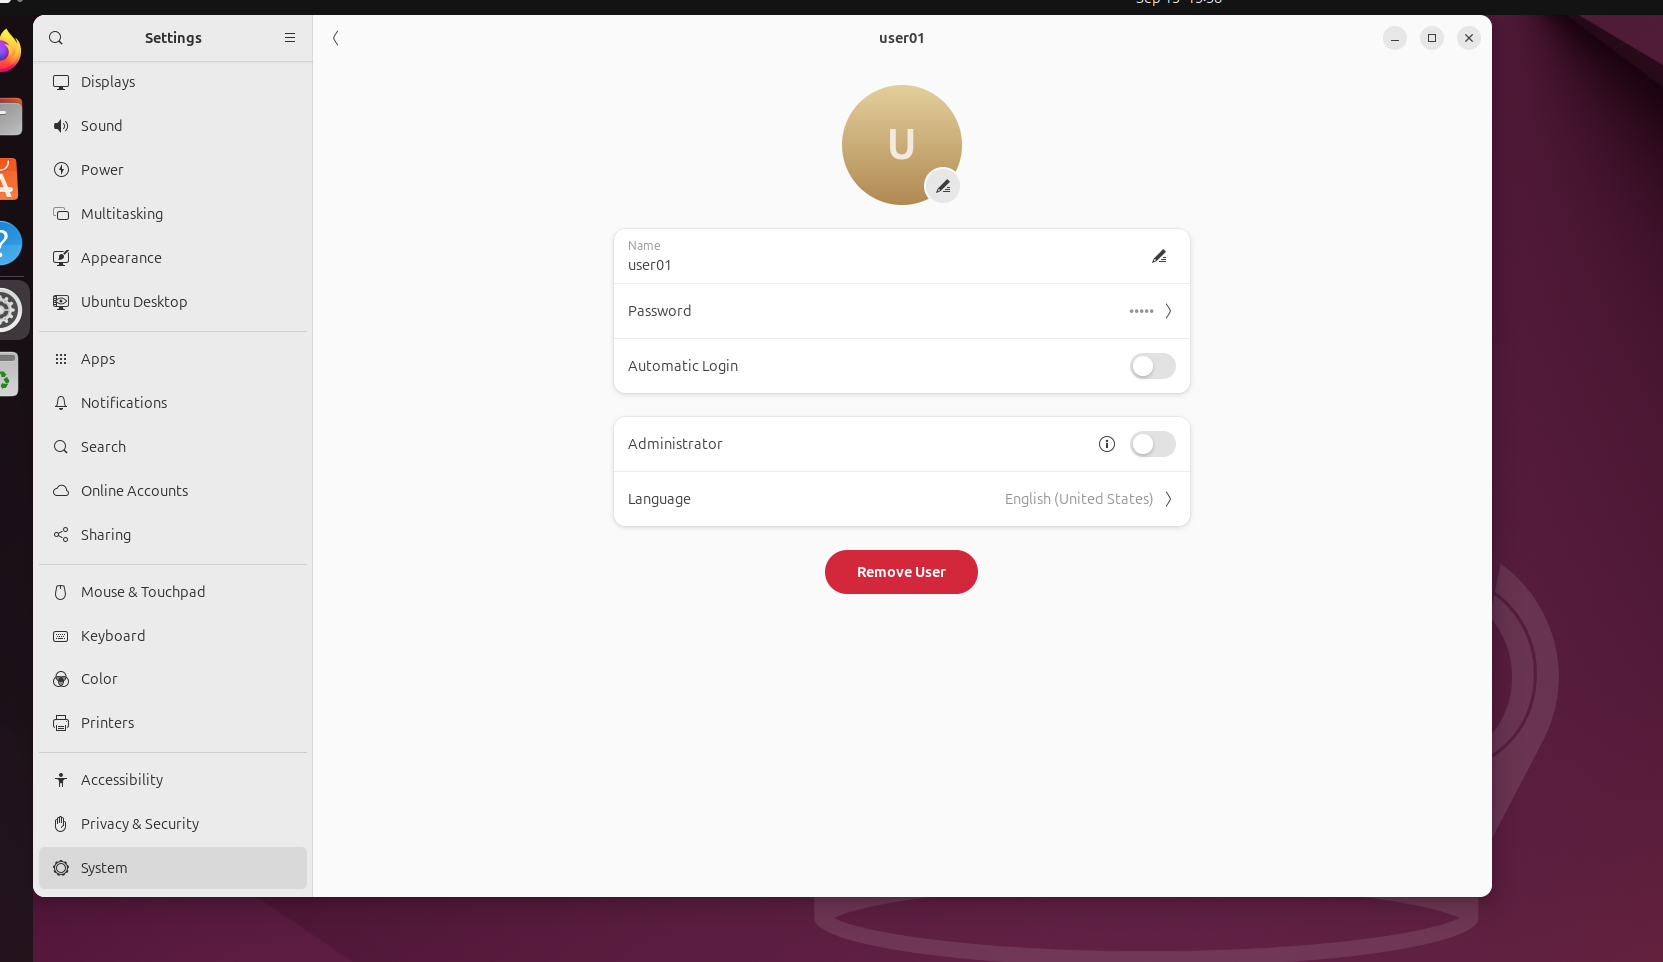 Settings
user01
Displays
Sound
Power
Multitasking
Appearance
Ubuntu Desktop
Apps
Notifications
Search
Online Accounts
Sharing
Mouse & Touchpad
Keyboard
Color
Printers
Accessibility
Privacy & Security
System
U
Name
user01
Password •••••
Automatic Login
Administrator
Language English (United States)
Remove User